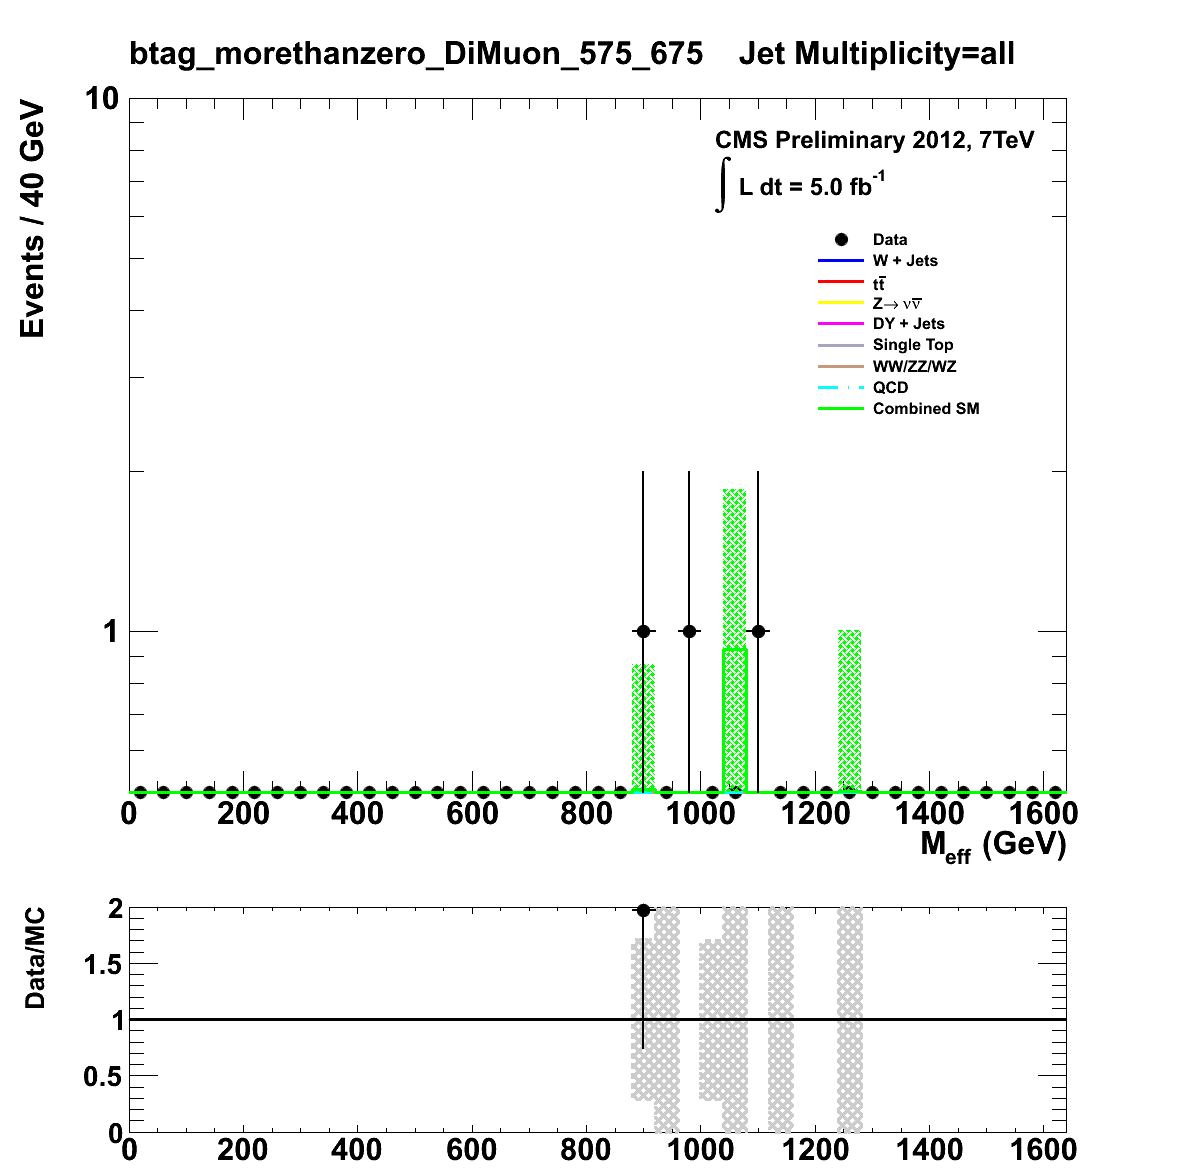 btag_morethanzero_DiMuon_575_675 Jet Multiplicity=all
Events / 40 GeV
10
1
CMS Preliminary 2012, 7TeV
∫ L dt = 5.0 fb⁻¹
Data
W + Jets
tt̅
Z→ νν̅
DY + Jets
Single Top
WW/ZZ/WZ
QCD
Combined SM
0 200 400 600 800 1000 1200 1400 1600
M_eff (GeV)
Data/MC
2
1.5
1
0.5
0
0 200 400 600 800 1000 1200 1400 1600